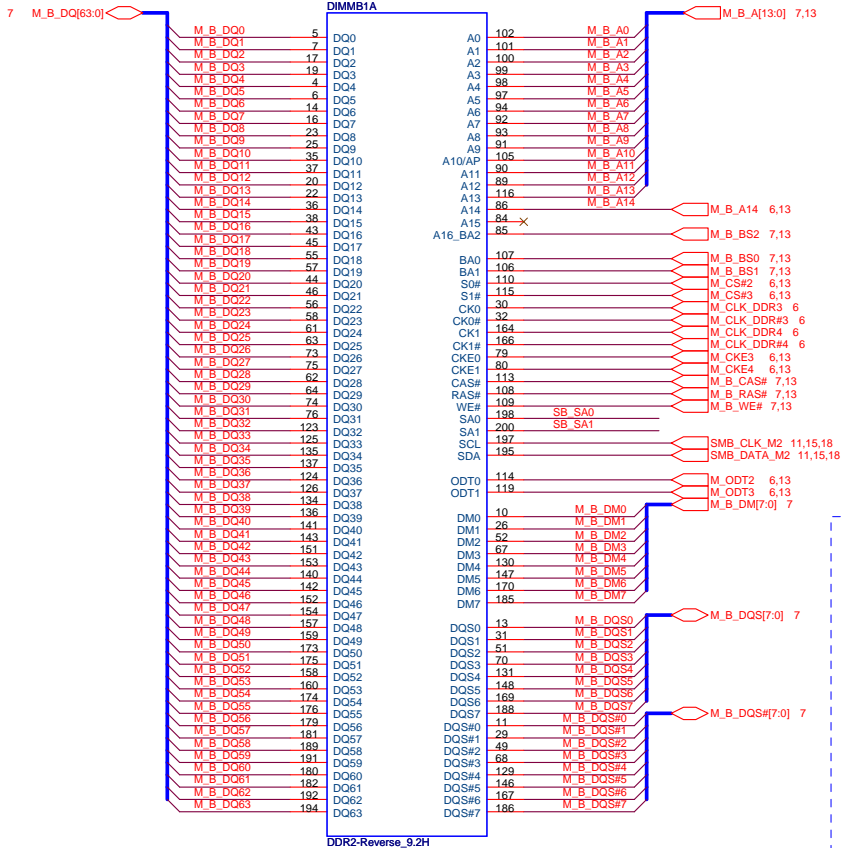 7 M_B_DQ[63:0] DIMMB1A M_B_A[13:0] 7,13
M_B_DQ0 5 DQ0 A0 102 M_B_A0
M_B_DQ1 7 DQ1 A1 101 M_B_A1
M_B_DQ2 17 DQ2 A2 100 M_B_A2
M_B_DQ3 19 DQ3 A3 99 M_B_A3
M_B_DQ4 4 DQ4 A4 98 M_B_A4
M_B_DQ5 6 DQ5 A5 97 M_B_A5
M_B_DQ6 14 DQ6 A6 94 M_B_A6
M_B_DQ7 16 DQ7 A7 92 M_B_A7
M_B_DQ8 23 DQ8 A8 93 M_B_A8
M_B_DQ9 25 DQ9 A9 91 M_B_A9
M_B_DQ10 35 DQ10 A10/AP 105 M_B_A10
M_B_DQ11 37 DQ11 A11 90 M_B_A11
M_B_DQ12 20 DQ12 A12 89 M_B_A12
M_B_DQ13 22 DQ13 A13 116 M_B_A13
M_B_DQ14 36 DQ14 A14 86 M_B_A14 M_B_A14 6,13
M_B_DQ15 38 DQ15 A15 84
M_B_DQ16 43 DQ16 A16_BA2 85 M_B_BS2 7,13
M_B_DQ17 45 DQ17
M_B_DQ18 55 DQ18 BA0 107 M_B_BS0 7,13
M_B_DQ19 57 DQ19 BA1 106 M_B_BS1 7,13
M_B_DQ20 44 DQ20 S0# 110 M_CS#2 6,13
M_B_DQ21 46 DQ21 S1# 115 M_CS#3 6,13
M_B_DQ22 56 DQ22 CK0 30 M_CLK_DDR3 6
M_B_DQ23 58 DQ23 CK0# 32 M_CLK_DDR#3 6
M_B_DQ24 61 DQ24 CK1 164 M_CLK_DDR4 6
M_B_DQ25 63 DQ25 CK1# 166 M_CLK_DDR#4 6
M_B_DQ26 73 DQ26 CKE0 79 M_CKE3 6,13
M_B_DQ27 75 DQ27 CKE1 80 M_CKE4 6,13
M_B_DQ28 62 DQ28 CAS# 113 M_B_CAS# 7,13
M_B_DQ29 64 DQ29 RAS# 108 M_B_RAS# 7,13
M_B_DQ30 74 DQ30 WE# 109 M_B_WE# 7,13
M_B_DQ31 76 DQ31 SA0 198 SB_SA0
M_B_DQ32 123 DQ32 SA1 200 SB_SA1
M_B_DQ33 125 DQ33 SCL 197 SMB_CLK_M2 11,15,18
M_B_DQ34 135 DQ34 SDA 195 SMB_DATA_M2 11,15,18
M_B_DQ35 137 DQ35
M_B_DQ36 124 DQ36 ODT0 114 M_ODT2 6,13
M_B_DQ37 126 DQ37 ODT1 119 M_ODT3 6,13
M_B_DQ38 134 DQ38 M_B_DM[7:0] 7
M_B_DQ39 136 DQ39 DM0 10 M_B_DM0
M_B_DQ40 141 DQ40 DM1 26 M_B_DM1
M_B_DQ41 143 DQ41 DM2 52 M_B_DM2
M_B_DQ42 151 DQ42 DM3 67 M_B_DM3
M_B_DQ43 153 DQ43 DM4 130 M_B_DM4
M_B_DQ44 140 DQ44 DM5 147 M_B_DM5
M_B_DQ45 142 DQ45 DM6 170 M_B_DM6
M_B_DQ46 152 DQ46 DM7 185 M_B_DM7
M_B_DQ47 154 DQ47 M_B_DQS[7:0] 7
M_B_DQ48 157 DQ48 DQS0 13 M_B_DQS0
M_B_DQ49 159 DQ49 DQS1 31 M_B_DQS1
M_B_DQ50 173 DQ50 DQS2 51 M_B_DQS2
M_B_DQ51 175 DQ51 DQS3 70 M_B_DQS3
M_B_DQ52 158 DQ52 DQS4 131 M_B_DQS4
M_B_DQ53 160 DQ53 DQS5 148 M_B_DQS5
M_B_DQ54 174 DQ54 DQS6 169 M_B_DQS6
M_B_DQ55 176 DQ55 DQS7 188 M_B_DQS7 M_B_DQS#[7:0] 7
M_B_DQ56 179 DQ56 DQS#0 11 M_B_DQS#0
M_B_DQ57 181 DQ57 DQS#1 29 M_B_DQS#1
M_B_DQ58 189 DQ58 DQS#2 49 M_B_DQS#2
M_B_DQ59 191 DQ59 DQS#3 68 M_B_DQS#3
M_B_DQ60 180 DQ60 DQS#4 129 M_B_DQS#4
M_B_DQ61 182 DQ61 DQS#5 146 M_B_DQS#5
M_B_DQ62 192 DQ62 DQS#6 167 M_B_DQS#6
M_B_DQ63 194 DQ63 DQS#7 186 M_B_DQS#7
DDR2-Reverse_9.2H